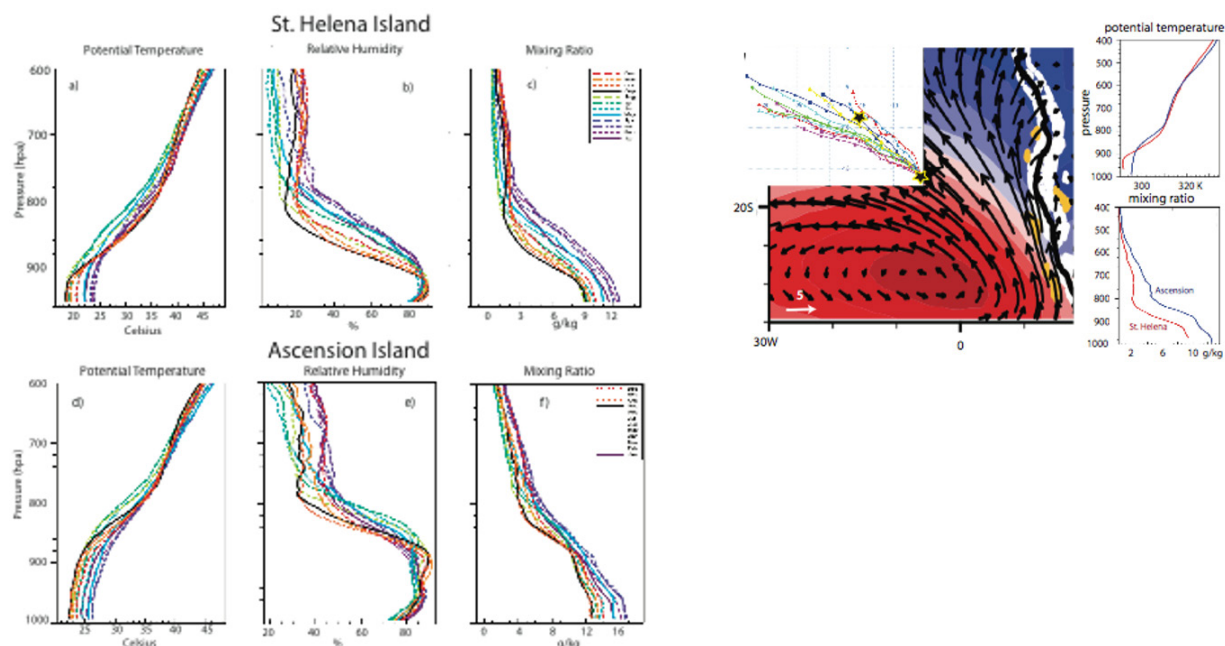 St. Helena Island
Potential Temperature
Relative Humidity
Mixing Ratio
Pressure (hpa)
600
700
800
900
a)
b)
c)
20 25 30 35 40 45
Celsius
20 40 60 80
%
0 3 6 9 12
g/kg
Ascension Island
Potential Temperature
Relative Humidity
Mixing Ratio
Pressure (hpa)
600
700
800
900
1000
d)
e)
f)
25 30 35 40 45
Celsius
20 40 60 80
%
0 4 8 12 16
g/kg
20S
5
30W
0
potential temperature
pressure
400
500
600
700
800
900
1000
300 320 K
mixing ratio
400
500
600
700
800
900
1000
Ascension
St. Helena
2 6 10 g/kg